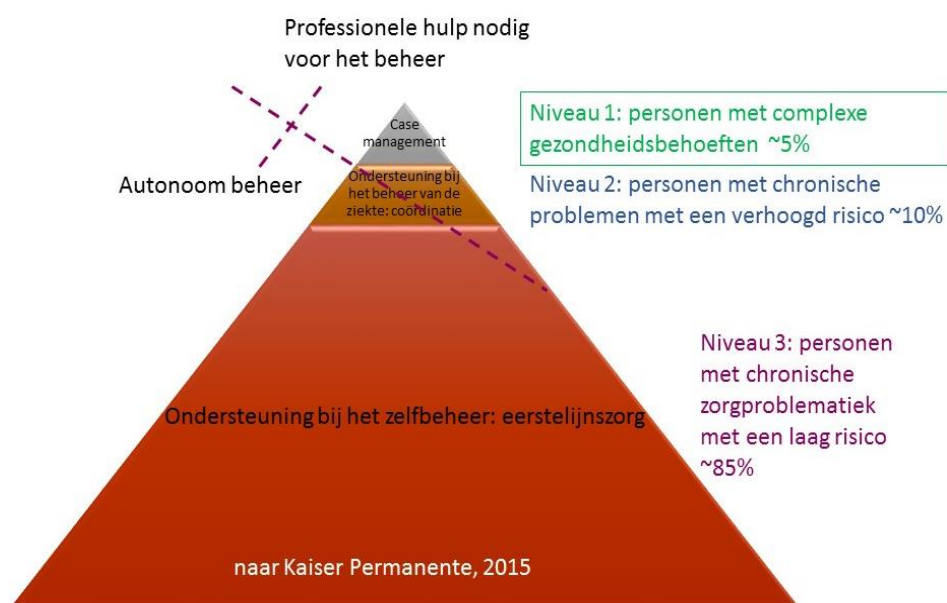 Professionele hulp nodig
voor het beheer
Autonoom beheer
Case
management
Ondersteuning bij
het beheer van de
ziekte: coördinatie
Niveau 1: personen met complexe
gezondheidsbehoeften ~5%
Niveau 2: personen met chronische
problemen met een verhoogd risico ~10%
Niveau 3: personen
met chronische
zorgproblematiek
met een laag risico
~85%
Ondersteuning bij het zelfbeheer: eerstelijnszorg
naar Kaiser Permanente, 2015